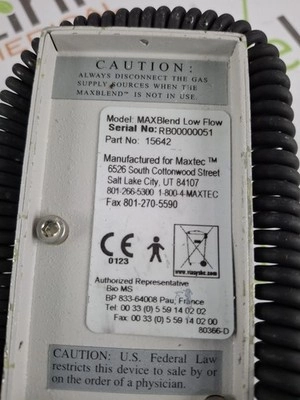 CAUTION:
ALWAYS DISCONNECT THE GAS
SUPPLY SOURCES WHEN THE
MAXBLEND™ IS NOT IN USE.
Model: MAXBlend Low Flow
Serial No: RB00000051
Part No: 15642
Manufactured for Maxtec™
6526 South Cottonwood Street
Salt Lake City, UT 84107
801-266-5300 1-800-4-MAXTEC
Fax 801-270-5590
CE
0123
Authorized Representative
Bio MS
BP 833-64008 Pau, France
Tel: 00 33 (0) 5 59 14 02 00
Fax: 00 33 (0) 5 59 14 02 02
80366-D
CAUTION: U.S. Federal Law
restricts this device to sale by or
on the order of a physician.